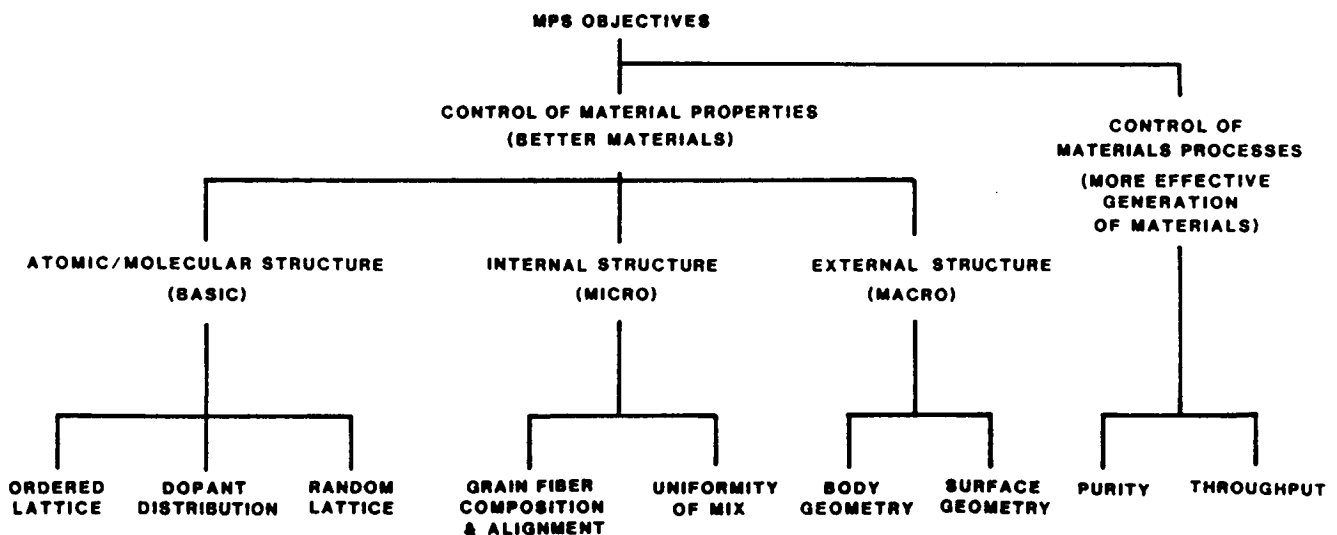 MPS OBJECTIVES
CONTROL OF MATERIAL PROPERTIES
(BETTER MATERIALS)
CONTROL OF
MATERIALS PROCESSES
(MORE EFFECTIVE
GENERATION
OF MATERIALS)
ATOMIC/MOLECULAR STRUCTURE
(BASIC)
INTERNAL STRUCTURE
(MICRO)
EXTERNAL STRUCTURE
(MACRO)
ORDERED
LATTICE
DOPANT
DISTRIBUTION
RANDOM
LATTICE
GRAIN FIBER
COMPOSITION
& ALIGNMENT
UNIFORMITY
OF MIX
BODY
GEOMETRY
SURFACE
GEOMETRY
PURITY
THROUGHPUT